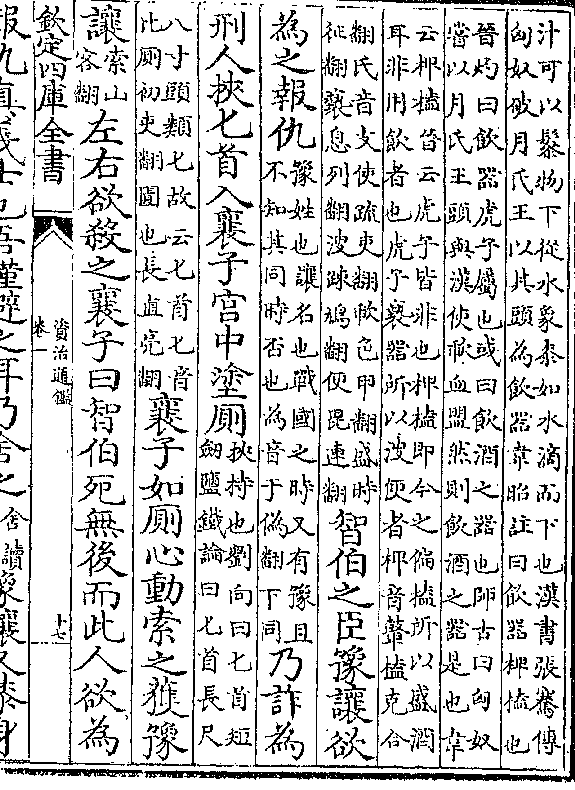 汁可以䰍物下從水象桼如水滴而下也漢書張騫傳
匈奴破月氏王以其頭為飲器韋昭註曰飲器椑榼也
晉灼曰飲器虎子屬也或曰飲酒之器也師古曰匈奴
嘗以月氏王頭與漢使歃血盟然則飲酒之器是也韋
云椑榼晉云虎子皆非也椑榼即今之偏榼所以盛酒
耳非用飲者也虎子䙝器所以溲便者椑音鼙榼克合
翻氏音支使疏吏翻歃色甲翻盛時
征翻䙝息列翻溲踈鳩翻便毘連翻
智伯之臣豫讓欲
為之報仇
豫姓也讓名也戰國之時又有豫且
不知其同時否也為音于偽翻下同
乃詐為
刑人挾匕首入襄子宮中塗厠
挾持也劉向曰匕首短
劒鹽鐵論曰匕首長尺
八寸頭類匕故云匕首匕音
比厠初吏翻圊也長直亮翻
襄子如厠心動索之獲豫
讓
索山
客翻
左右欲殺之襄子曰智伯死無後而此人欲為
欽定四庫全書
資治通鑑
卷一
十七
報仇真義士也吾謹避之耳乃舍之
舍讀
豫讓又漆身